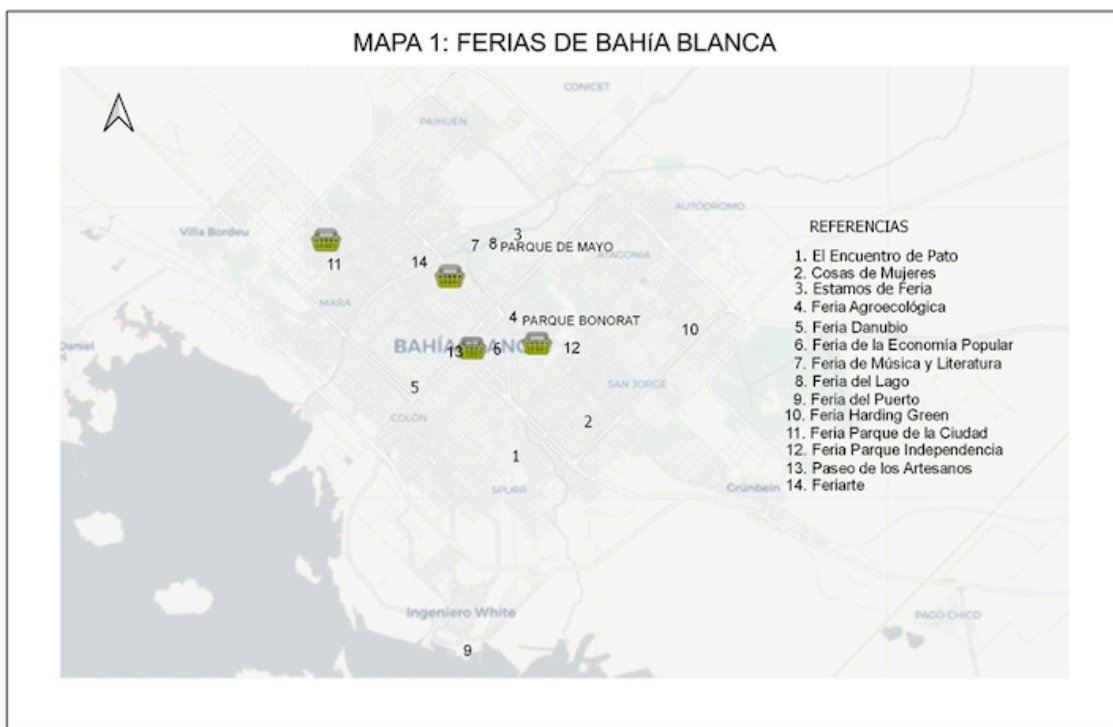 MAPA 1: FERIAS DE BAHíA BLANCA
CONICET
PAIHUEN
AUTÓDROMO
Villa Bordeu
3
7
8
PARQUE DE MAYO
ATAGONIA
11
14
MARA
4
PARQUE BONORAT
10
BAHÍA BLANC
13
6
12
Daniel
5
SAN JORGE
COLÓN
2
1
SPURR
Grünbein
Ingeniero White
PAGO CHICO
9
REFERENCIAS
1. El Encuentro de Pato
2. Cosas de Mujeres
3. Estamos de Feria
4. Feria Agroecológica
5. Feria Danubio
6. Feria de la Economía Popular
7. Feria de Música y Literatura
8. Feria del Lago
9. Feria del Puerto
10. Feria Harding Green
11. Feria Parque de la Ciudad
12. Feria Parque Independencia
13. Paseo de los Artesanos
14. Feriarte